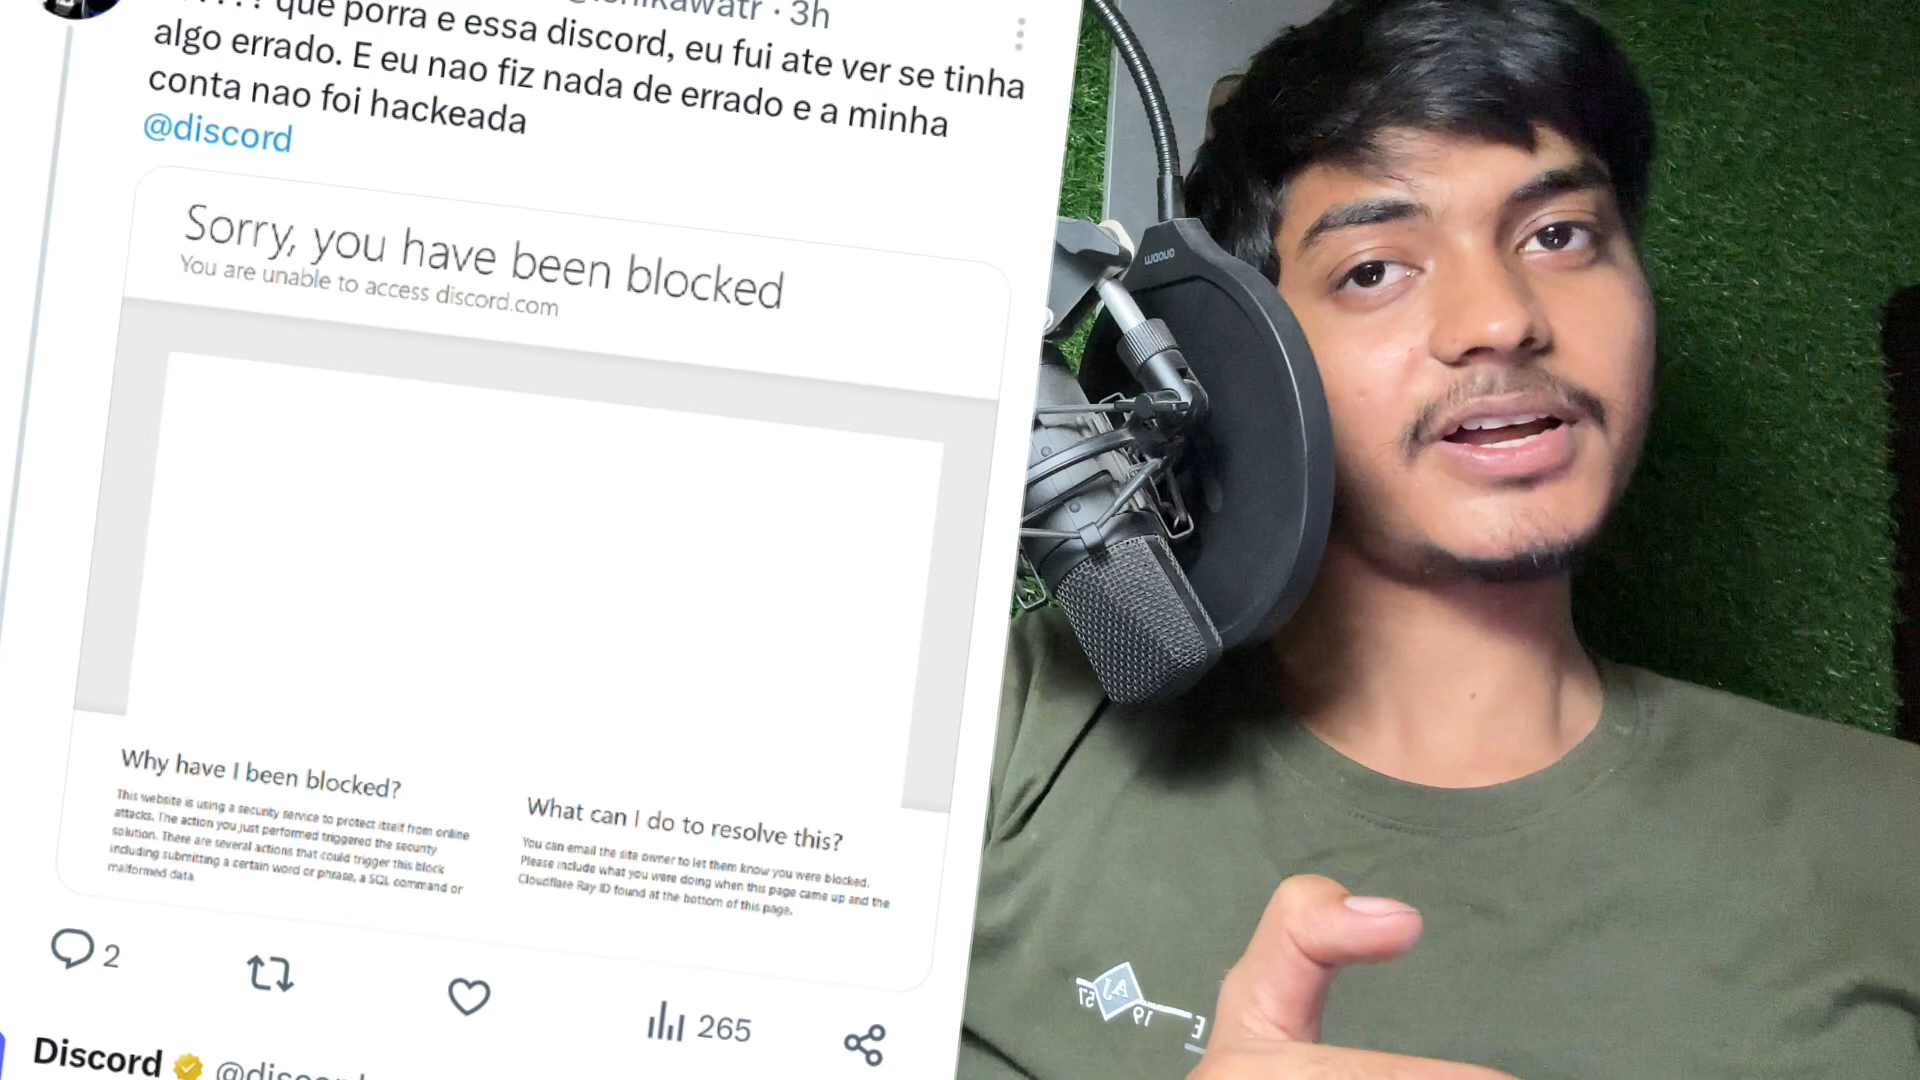 que porra e essa discord, eu fui ate ver se tinha
algo errado. E eu nao fiz nada de errado e a minha
conta nao foi hackeada
@discord
· 3h
Sorry, you have been blocked
You are unable to access discord.com
Why have I been blocked?
This website is using a security service to protect itself from online
attacks. The action you just performed triggered the security
solution. There are several actions that could trigger this block
including submitting a certain word or phrase, a SQL command or
malformed data.
What can I do to resolve this?
You can email the site owner to let them know you were blocked.
Please include what you were doing when this page came up and the
Cloudflare Ray ID found at the bottom of this page.
2
265
Discord
MAONO
57
AJ
19
E